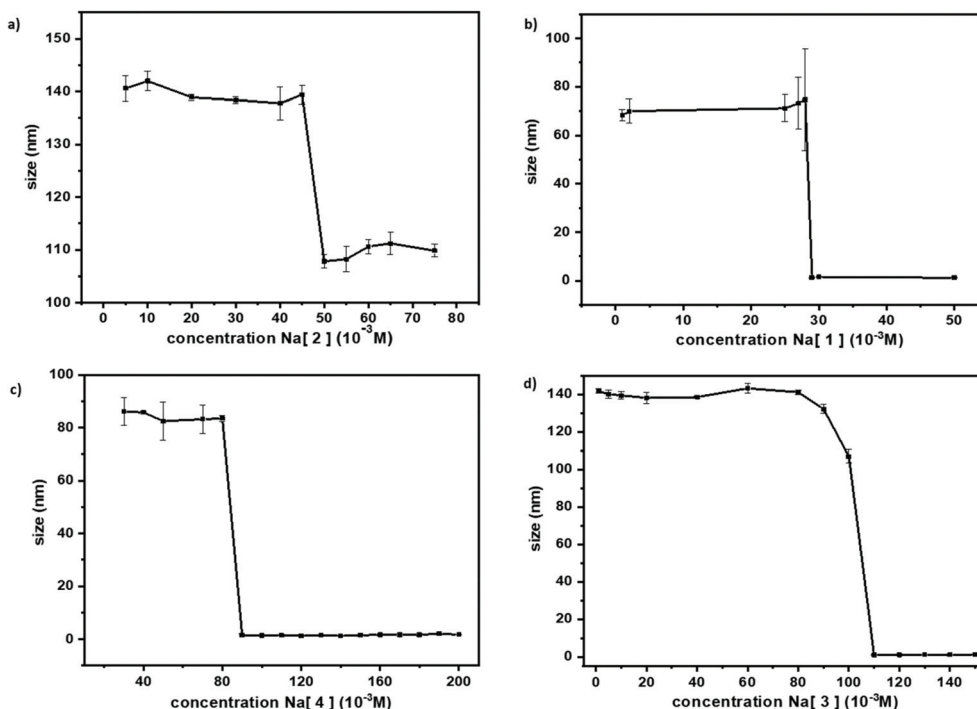 a)
150
140
130
120
110
100
size (nm)
0 10 20 30 40 50 60 70 80
concentration Na[ 2 ] (10⁻³M)
b)
100
80
60
40
20
0
size (nm)
0 10 20 30 40 50
concentration Na[ 1 ] (10⁻³M)
c)
100
80
60
40
20
0
size (nm)
40 80 120 160 200
concentration Na[ 4 ] (10⁻³M)
d)
140
120
100
80
60
40
20
0
size (nm)
0 20 40 60 80 100 120 140
concentration Na[ 3 ] (10⁻³M)